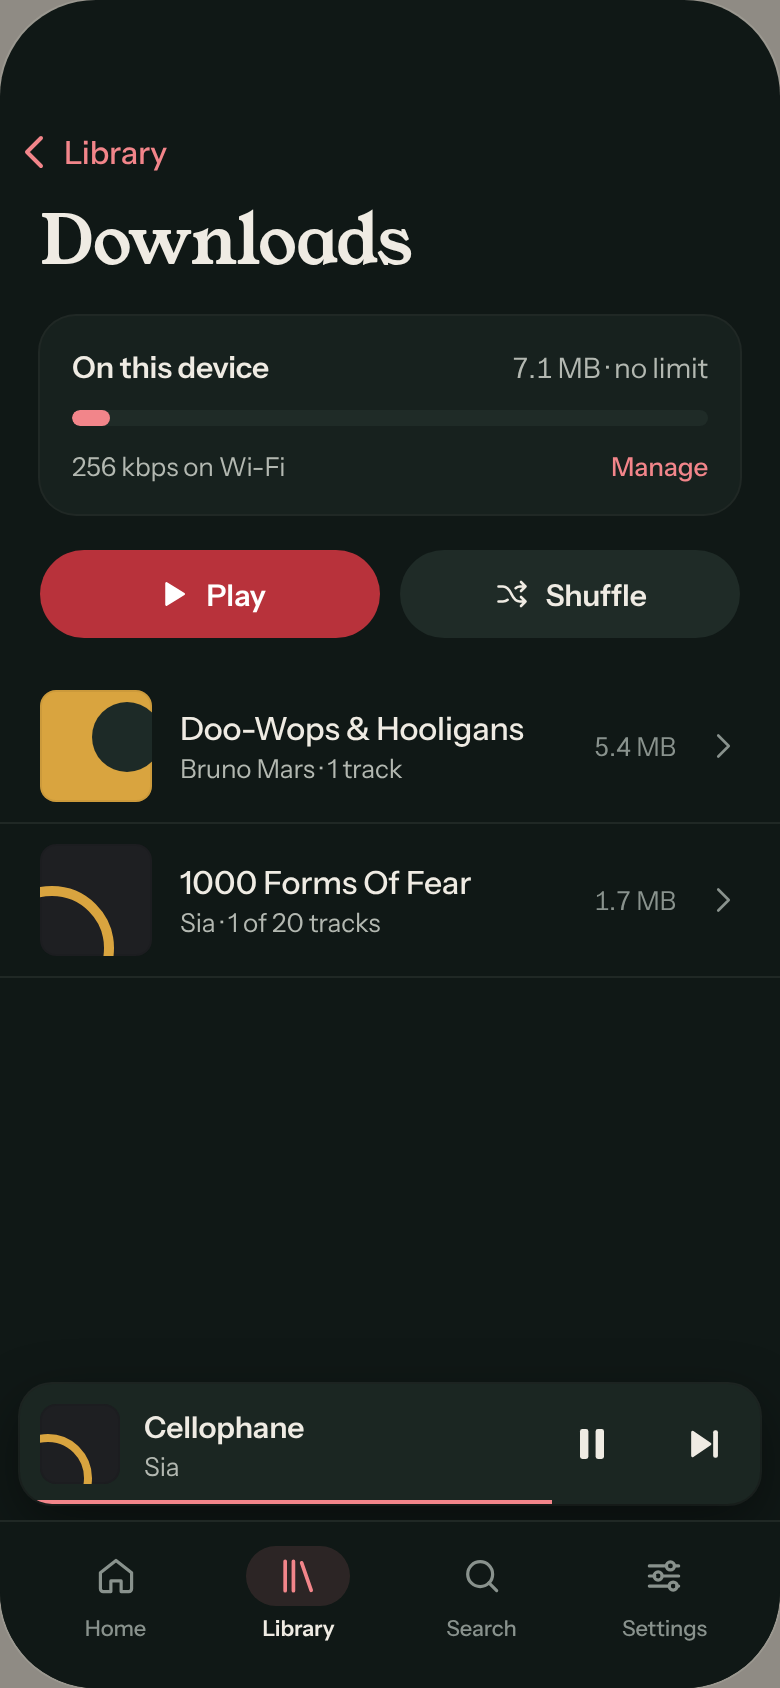 Library
Downloads
On this device
7.1 MB · no limit
256 kbps on Wi-Fi
Manage
Play
Shuffle
Doo-Wops & Hooligans
Bruno Mars · 1 track
5.4 MB
1000 Forms Of Fear
Sia · 1 of 20 tracks
1.7 MB
Cellophane
Sia
Home
Library
Search
Settings